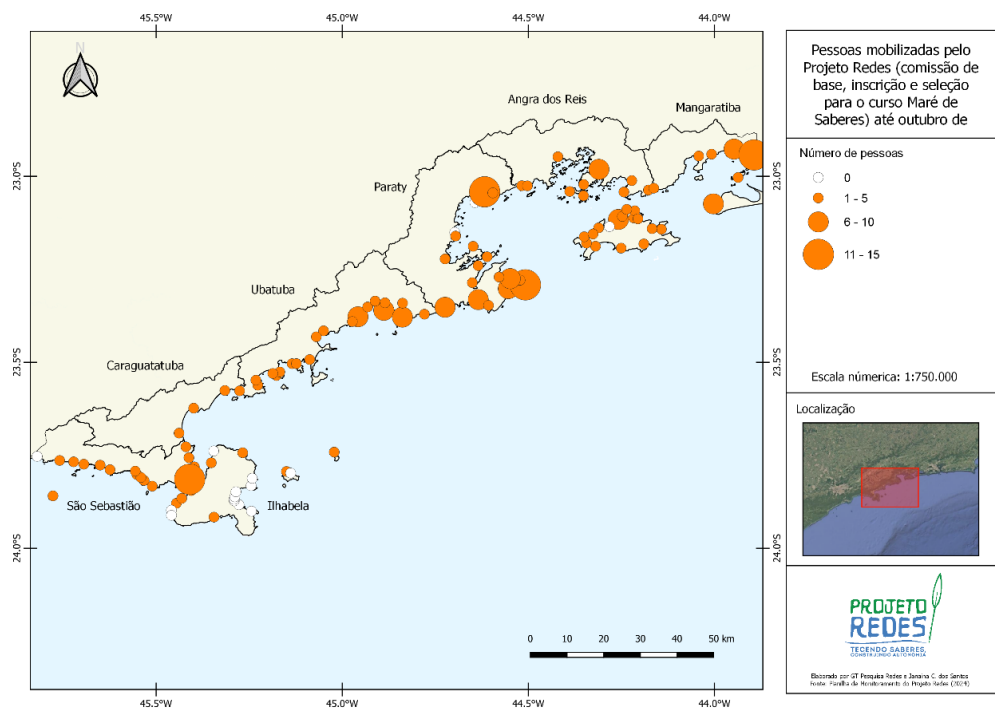 45.5°W 45.0°W 44.5°W 44.0°W
N
Angra dos Reis
Mangaratiba
Paraty
Ubatuba
Caraguatatuba
São Sebastião
Ilhabela
23.0°S 23.0°S
23.5°S 23.5°S
24.0°S 24.0°S
0 10 20 30 40 50 km
45.5°W 45.0°W 44.5°W 44.0°W
Pessoas mobilizadas pelo
Projeto Redes (comissão de
base, inscrição e seleção
para o curso Maré de
Saberes) até outubro de
Número de pessoas
0
1 - 5
6 - 10
11 - 15
Escala númerica: 1:750.000
Localização
PROJETO
REDES
TECENDO SABERES,
CONSTRUINDO AUTONOMIA
Elaborado por GT Pesquisa Redes e Janaína C. dos Santos
Fonte: Planilha de Monitoramento do Projeto Redes (2024)